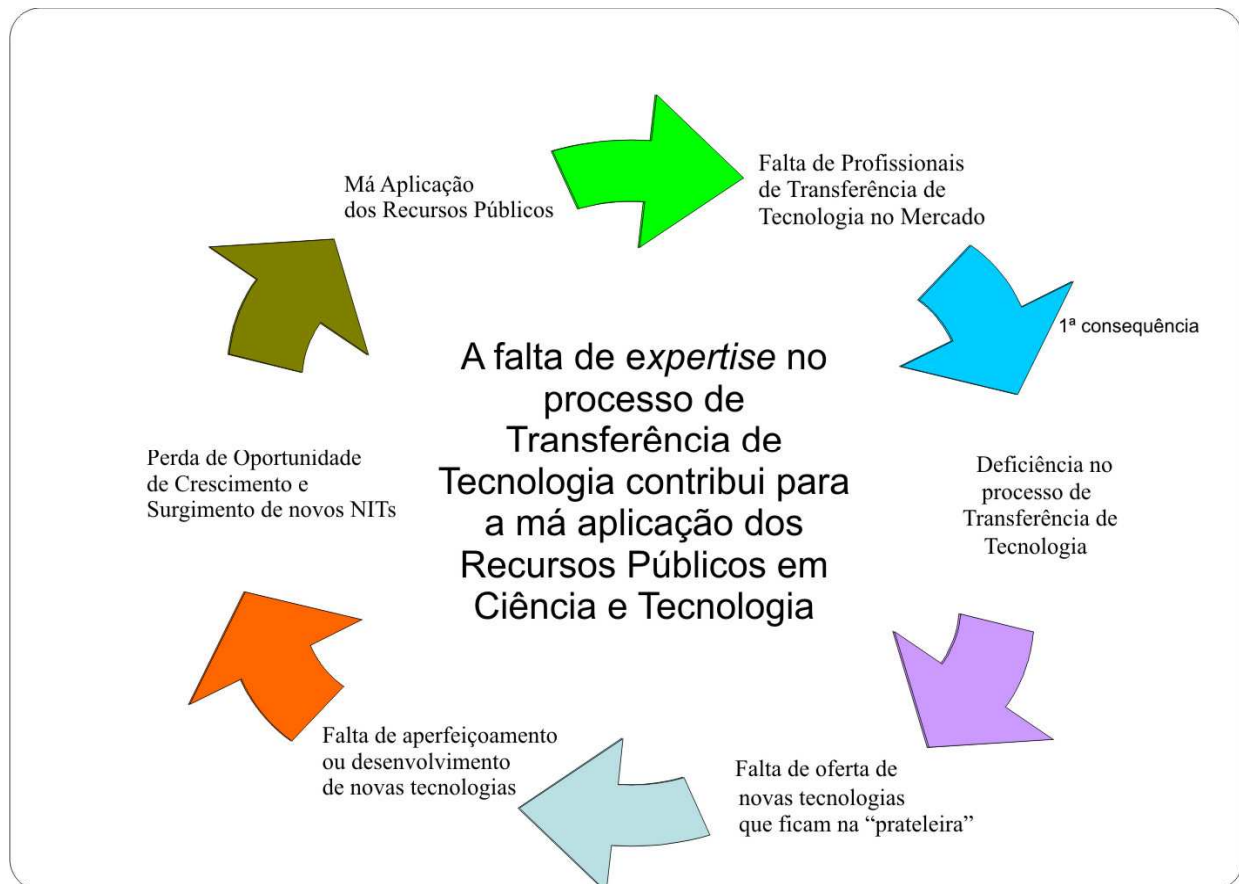 Má Aplicação
dos Recursos Públicos
Falta de Profissionais
de Transferência de
Tecnologia no Mercado
1ª consequência
Deficiência no
processo de
Transferência de
Tecnologia
Falta de oferta de
novas tecnologias
que ficam na “prateleira”
Falta de aperfeiçoamento
ou desenvolvimento
de novas tecnologias
Perda de Oportunidade
de Crescimento e
Surgimento de novos NITs
A falta de expertise no
processo de
Transferência de
Tecnologia contribui para
a má aplicação dos
Recursos Públicos em
Ciência e Tecnologia